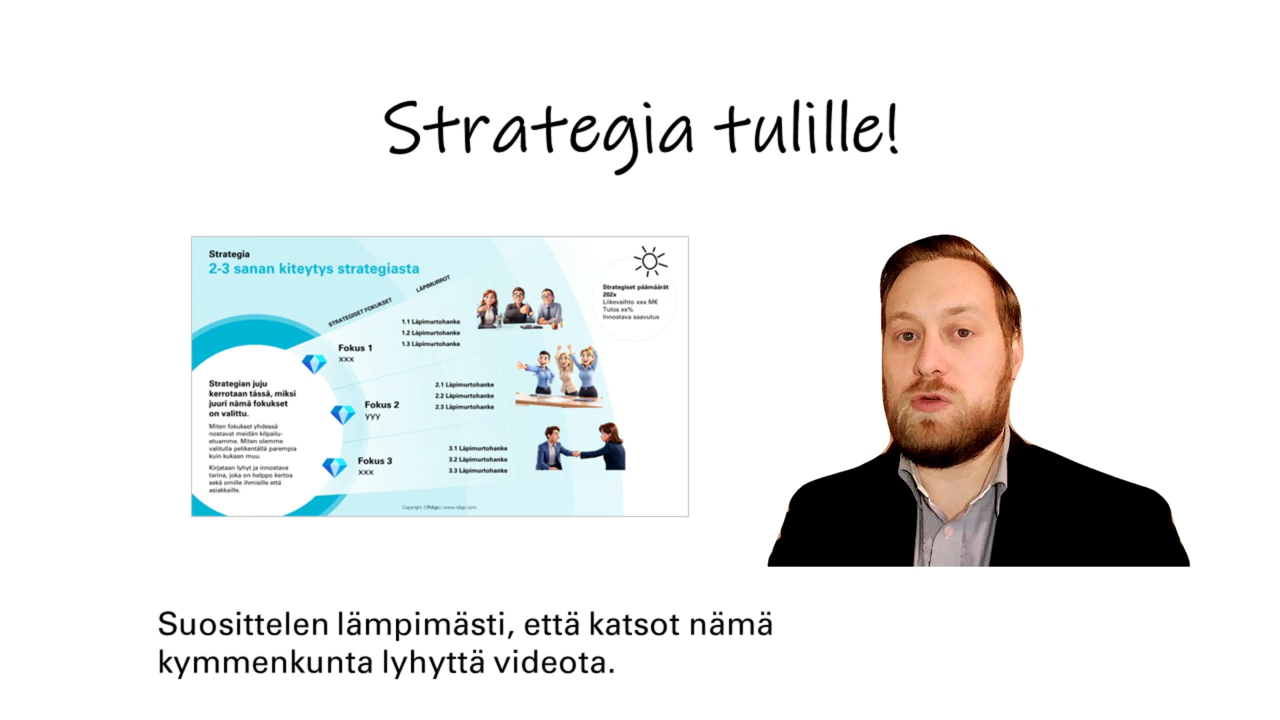 Strategia tulille!
Strategia
2-3 sanan kiteytys strategiasta
STRATEGISET FOKUKSET
LÄPIMURROT
Strategiset päämäärät
202x
Liikevaihto xxx M€
Tulos xx%
Innostava saavutus
1.1 Läpimurtohanke
1.2 Läpimurtohanke
1.3 Läpimurtohanke
Fokus 1
xxx
2.1 Läpimurtohanke
2.2 Läpimurtohanke
2.3 Läpimurtohanke
Fokus 2
yyy
3.1 Läpimurtohanke
3.2 Läpimurtohanke
3.3 Läpimurtohanke
Fokus 3
xxx
Strategian juju
kerrotaan tässä, miksi
juuri nämä fokukset
on valittu.
Miten fokukset yhdessä
nostavat meidän kilpailu-
etuamme. Miten olemme
valitulla pelikentällä parempia
kuin kukaan muu.
Kirjataan lyhyt ja innostava
tarina, joka on helppo kertoa
sekä omille ihmisille että
asiakkaille.
Copyright ©Ridgo / www.ridgo.com
Suosittelen lämpimästi, että katsot nämä
kymmenkunta lyhyttä videota.